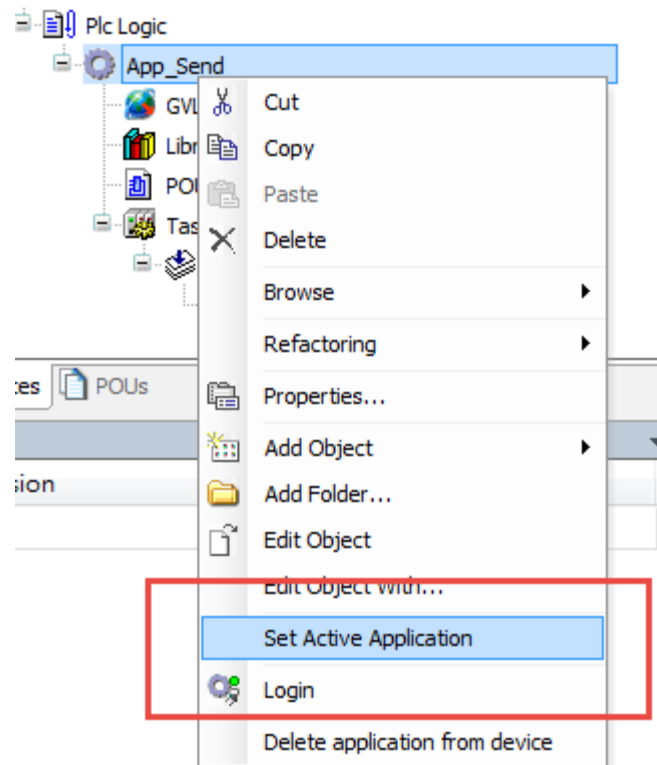 Plc Logic
App_Send
GVL
Cut
Libr
Copy
POU
Paste
Tas
Delete
Browse
Refactoring
POUs
Properties...
Add Object
Add Folder...
Edit Object
Edit Object With...
Set Active Application
Login
Delete application from device